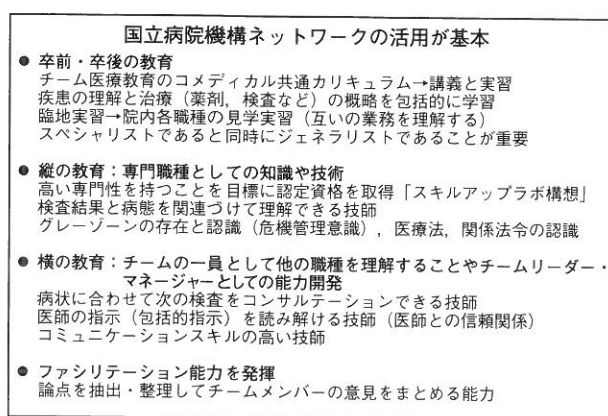 国立病院機構ネットワークの活用が基本
● 卒前・卒後の教育
チーム医療教育のコメディカル共通カリキュラム→講義と実習
疾患の理解と治療（薬剤，検査など）の概略を包括的に学習
臨地実習→院内各職種の見学実習（互いの業務を理解する）
スペシャリストであると同時にジェネラリストであることが重要
● 縦の教育：専門職種としての知識や技術
高い専門性を持つことを目標に認定資格を取得「スキルアップラボ構想」
検査結果と病態を関連づけて理解できる技師
グレーゾーンの存在と認識（危機管理意識），医療法，関係法令の認識
● 横の教育：チームの一員として他の職種を理解することやチームリーダー・
マネージャーとしての能力開発
病状に合わせて次の検査をコンサルテーションできる技師
医師の指示（包括的指示）を読み解ける技師（医師との信頼関係）
コミュニケーションスキルの高い技師
● ファシリテーション能力を発揮
論点を抽出・整理してチームメンバーの意見をまとめる能力